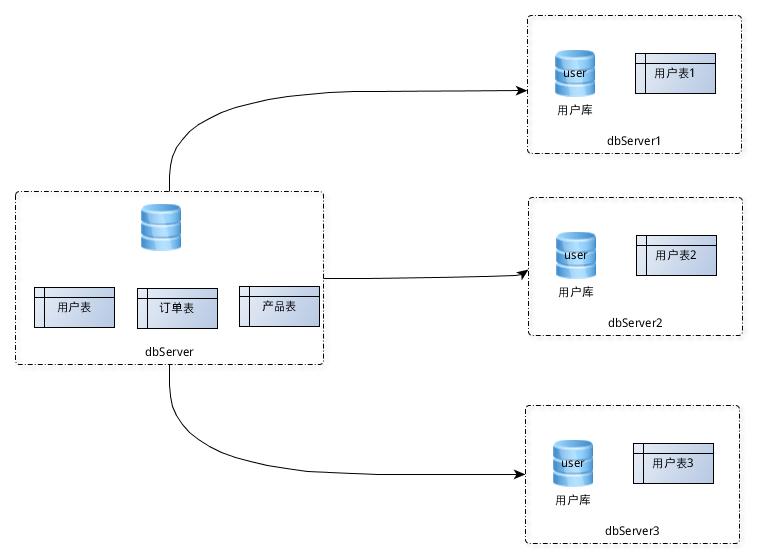 user
用户表1
用户库
dbServer1
用户表
订单表
产品表
dbServer
user
用户表2
用户库
dbServer2
user
用户表3
用户库
dbServer3